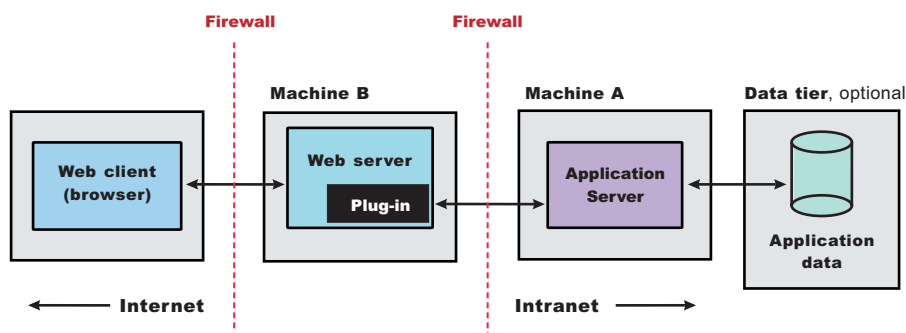 Firewall
Firewall
Machine B
Machine A
Data tier, optional
Web client
(browser)
Web server
Plug-in
Application
Server
Application
data
Internet
Intranet